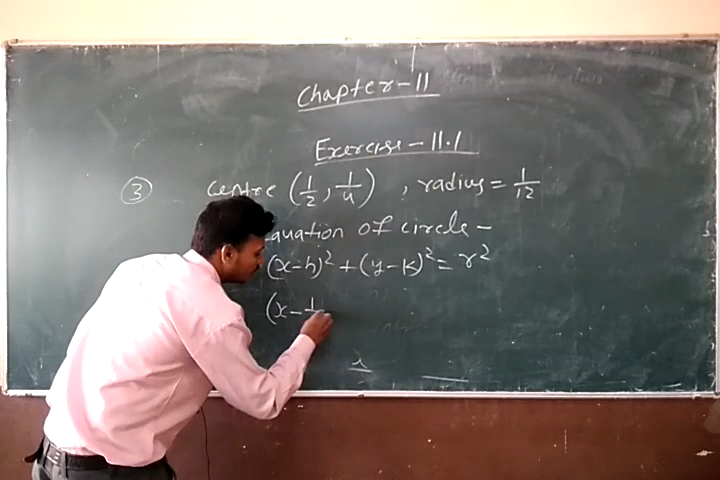 Chapter-11
Exercise-11.1
3 Centre (1/2, 1/4), radius = 1/12
quation of circle -
(x-h)² + (y-k)² = r²
(x - 1